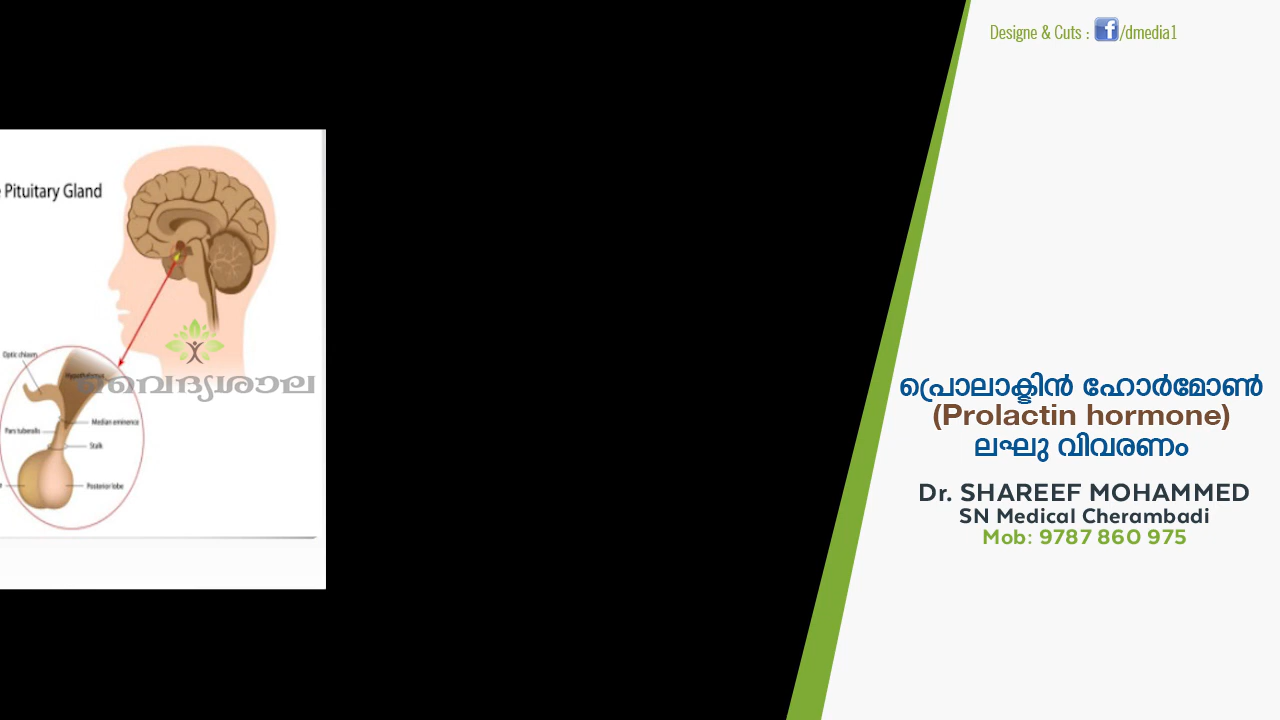 Designe & Cuts : f/dmedia1
Pituitary Gland
Optic chiasm
Hypothalamus
വൈദ്യശാല
Median eminence
Pars tuberalis
Stalk
Posterior lobe
പ്രൊലാക്ടിൻ ഹോർമോൺ
(Prolactin hormone)
ലഘു വിവരണം
Dr. SHAREEF MOHAMMED
SN Medical Cherambadi
Mob: 9787 860 975